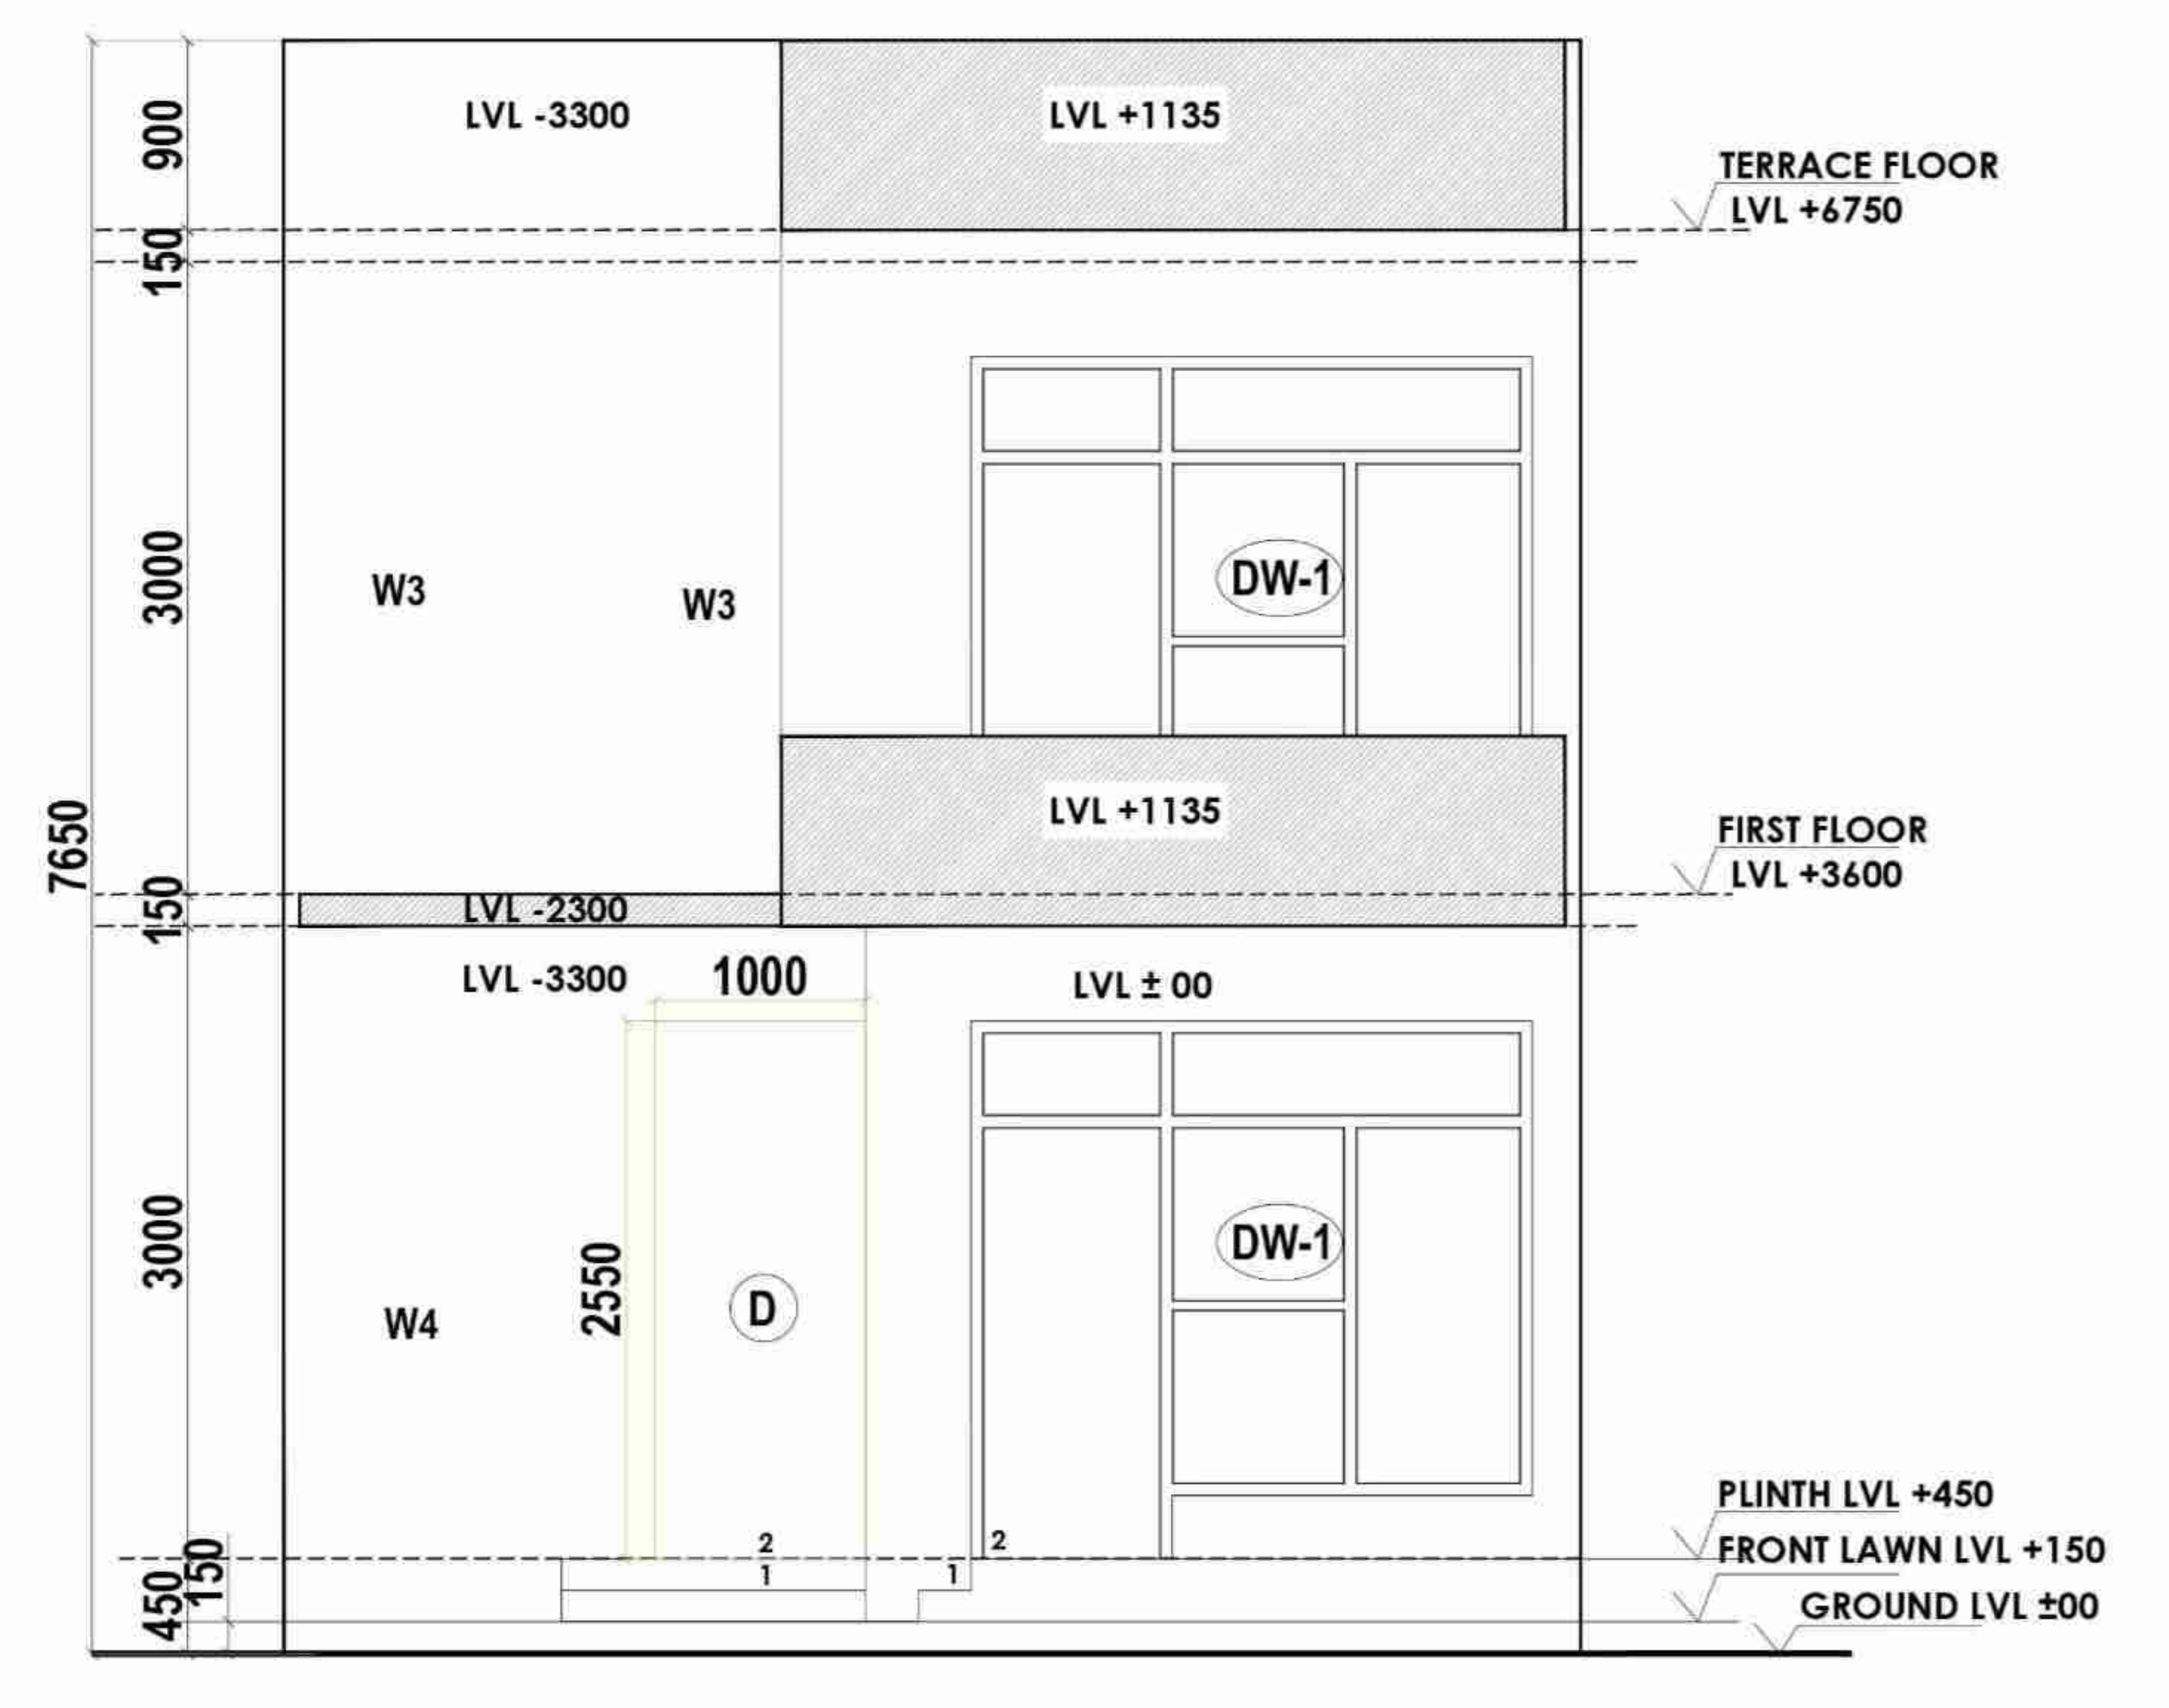 LVL -3300
LVL +1135
900
TERRACE FLOOR
LVL +6750
150
3000
W3
W3
DW-1
7650
LVL +1135
FIRST FLOOR
LVL +3600
150
LVL -2300
LVL -3300
1000
LVL ± 00
3000
2550
W4
D
DW-1
PLINTH LVL +450
2
2
FRONT LAWN LVL +150
1
1
150
450
GROUND LVL ±00